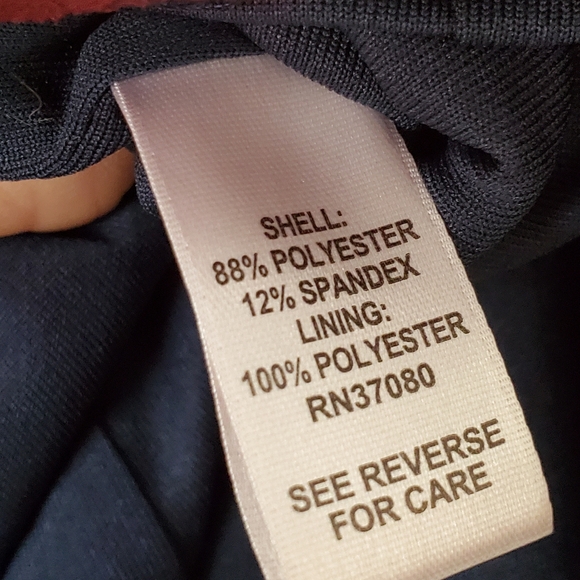 SHELL:
88% POLYESTER
12% SPANDEX
LINING:
100% POLYESTER
RN37080
SEE REVERSE
FOR CARE